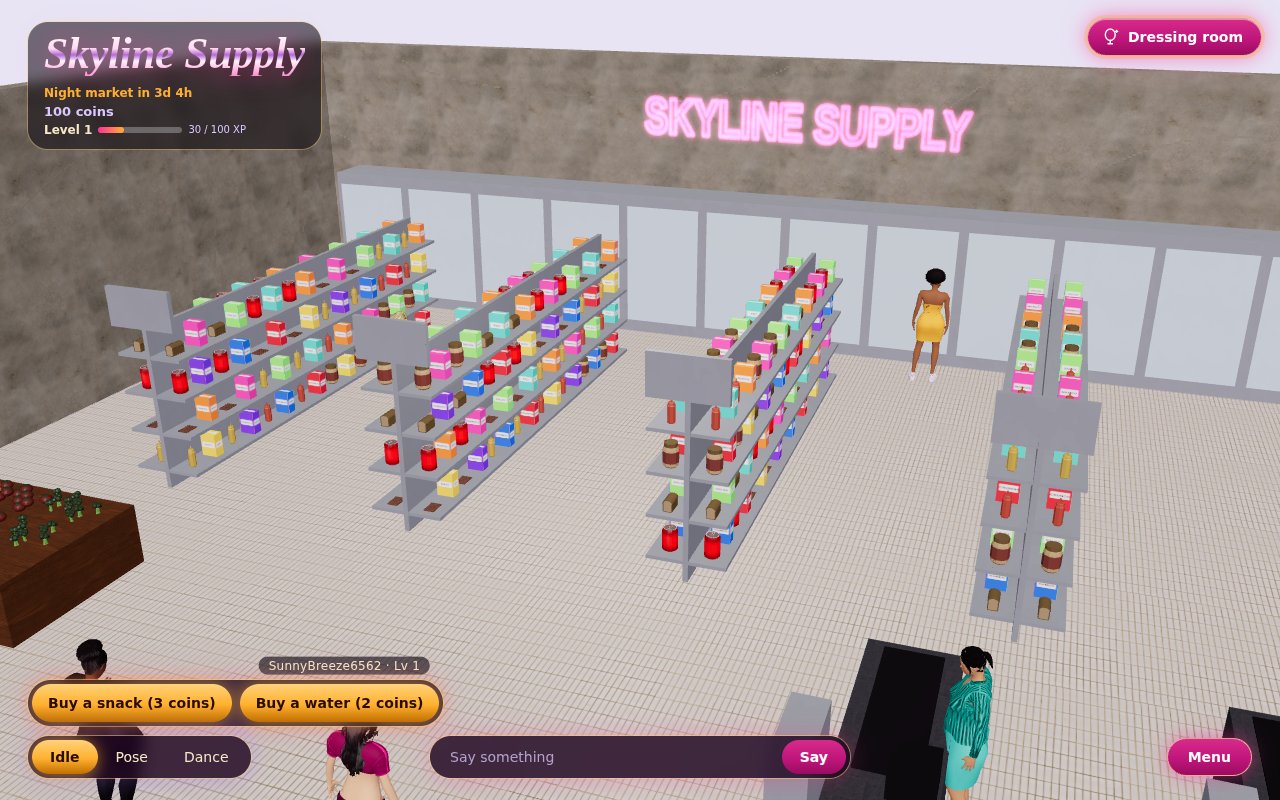 Skyline Supply
Night market in 3d 4h
100 coins
Level 1 30 / 100 XP
Dressing room
SKYLINE SUPPLY
SunnyBreeze6562 · Lv 1
Buy a snack (3 coins) Buy a water (2 coins)
Idle Pose Dance
Say something Say
Menu